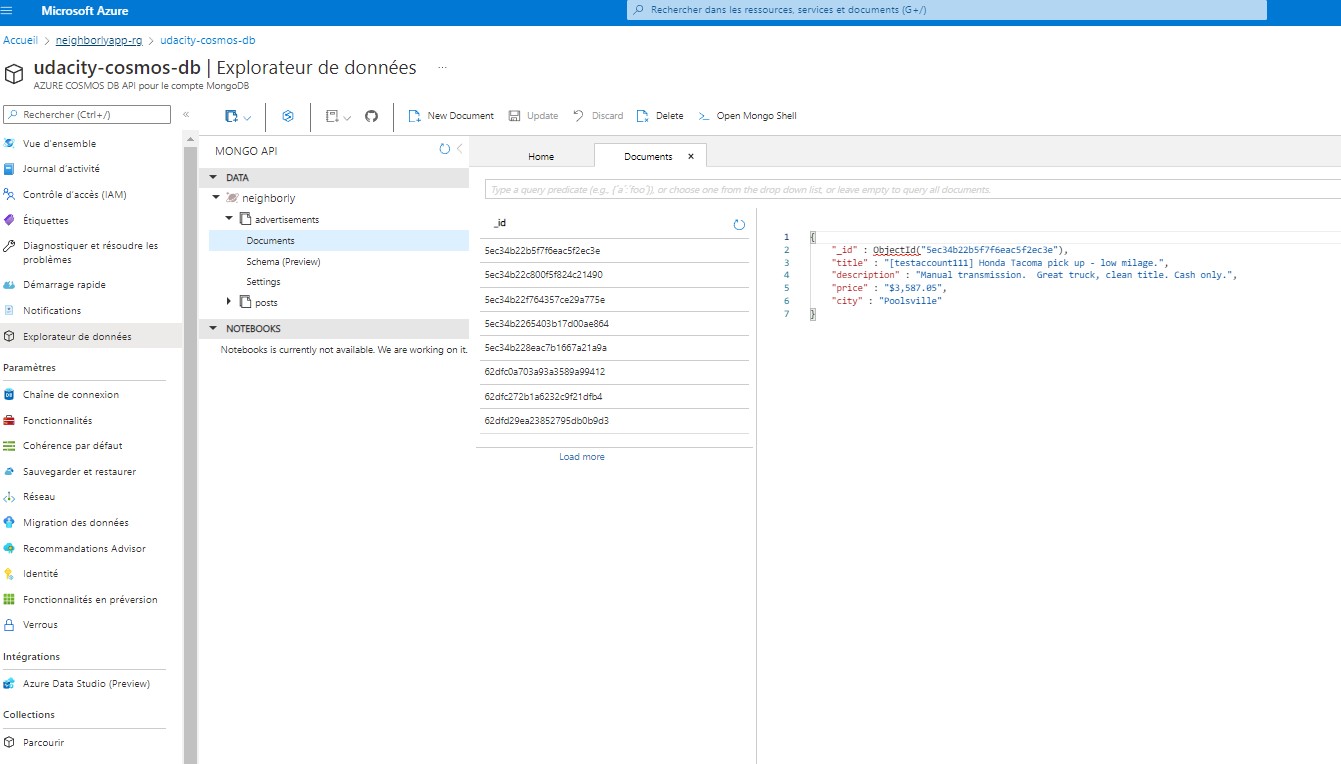 Microsoft Azure
Rechercher dans les ressources, services et documents (G+/)
Accueil > neighborlyapp-rg > udacity-cosmos-db
udacity-cosmos-db | Explorateur de données ...
AZURE COSMOS DB API pour le compte MongoDB
Rechercher (Ctrl+/)
«
Vue d'ensemble
Journal d'activité
Contrôle d'accès (IAM)
Étiquettes
Diagnostiquer et résoudre les
problèmes
Démarrage rapide
Notifications
Explorateur de données
Paramètres
Chaîne de connexion
Fonctionnalités
Cohérence par défaut
Sauvegarder et restaurer
Réseau
Migration des données
Recommandations Advisor
Identité
Fonctionnalités en préversion
Verrous
Intégrations
Azure Data Studio (Preview)
Collections
Parcourir
New Document Update Discard Delete Open Mongo Shell
MONGO API
DATA
neighborly
advertisements
Documents
Schema (Preview)
Settings
posts
NOTEBOOKS
Notebooks is currently not available. We are working on it.
Home Documents
Type a query predicate (e.g., {´a´:´foo´}), or choose one from the drop down list, or leave empty to query all documents.
_id
5ec34b22b5f7f6eac5f2ec3e
5ec34b22c800f5f824c21490
5ec34b22f764357ce29a775e
5ec34b2265403b17d00ae864
5ec34b228eac7b1667a21a9a
62dfc0a703a93a3589a99412
62dfc272b1a6232c9f21dfb4
62dfd29ea23852795db0b9d3
Load more
1 {
2 "_id" : ObjectId("5ec34b22b5f7f6eac5f2ec3e"),
3 "title" : "[testaccount111] Honda Tacoma pick up - low milage.",
4 "description" : "Manual transmission.  Great truck, clean title. Cash only.",
5 "price" : "$3,587.05",
6 "city" : "Poolsville"
7 }